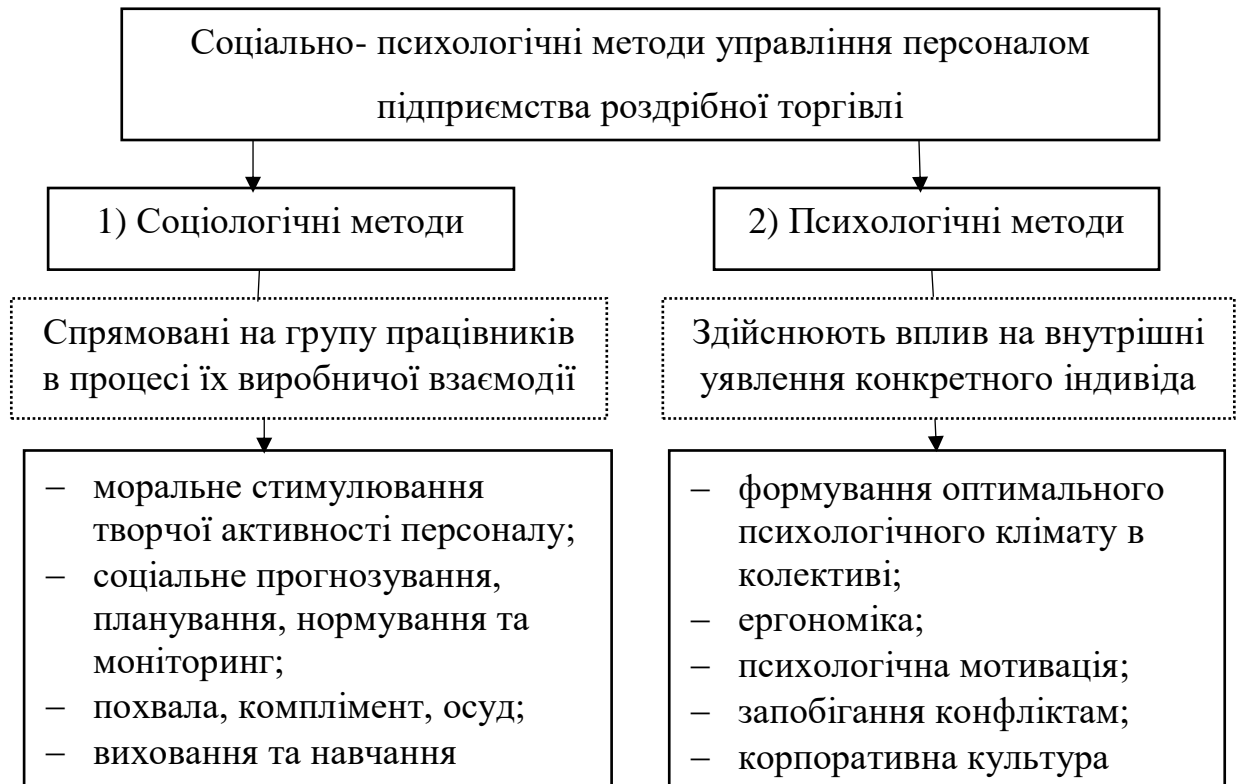 Соціально- психологічні методи управління персоналом
підприємства роздрібної торгівлі
1) Соціологічні методи
2) Психологічні методи
Спрямовані на групу працівників
в процесі їх виробничої взаємодії
Здійснюють вплив на внутрішні
уявлення конкретного індивіда
– моральне стимулювання
творчої активності персоналу;
– соціальне прогнозування,
планування, нормування та
моніторинг;
– похвала, комплімент, осуд;
– виховання та навчання
– формування оптимального
психологічного клімату в
колективі;
– ергономіка;
– психологічна мотивація;
– запобігання конфліктам;
– корпоративна культура